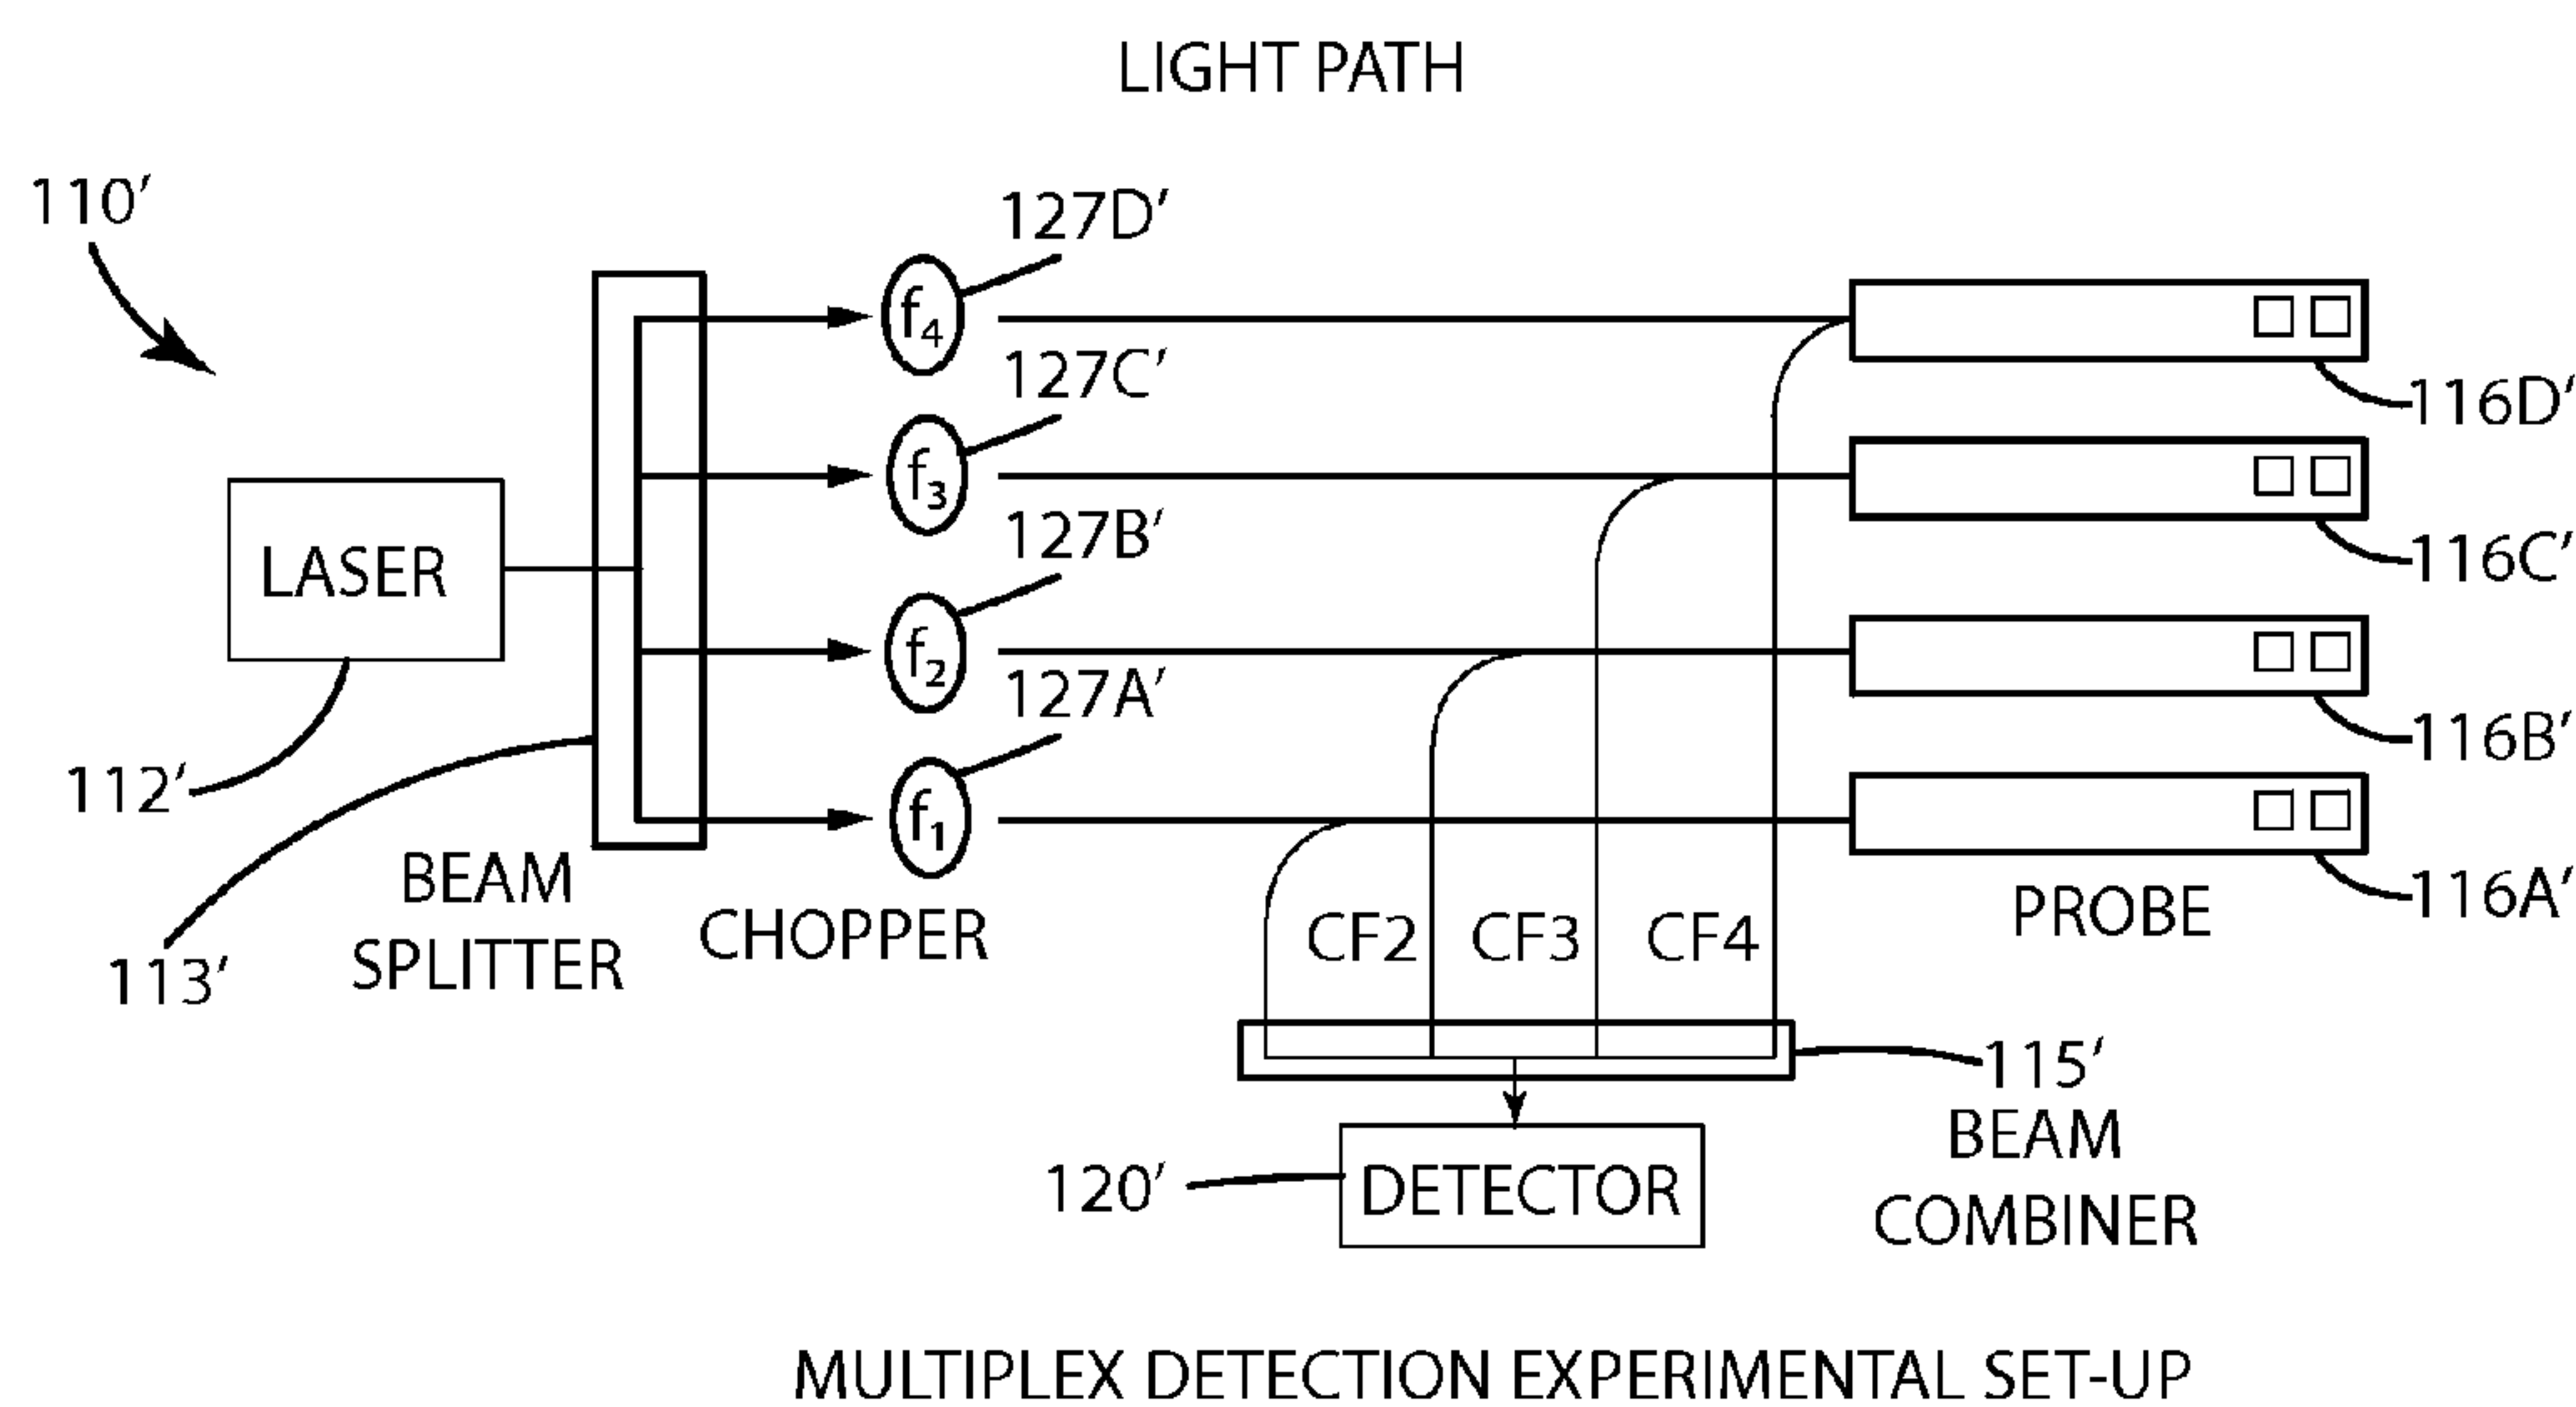 LIGHT PATH
110′
127D′
f4
127C′
f3
127B′
f2
127A′
f1
LASER
112′
113′
BEAM
SPLITTER
CHOPPER
116D′
116C′
116B′
116A′
PROBE
CF2 CF3 CF4
115′
BEAM
COMBINER
120′
DETECTOR
MULTIPLEX DETECTION EXPERIMENTAL SET-UP